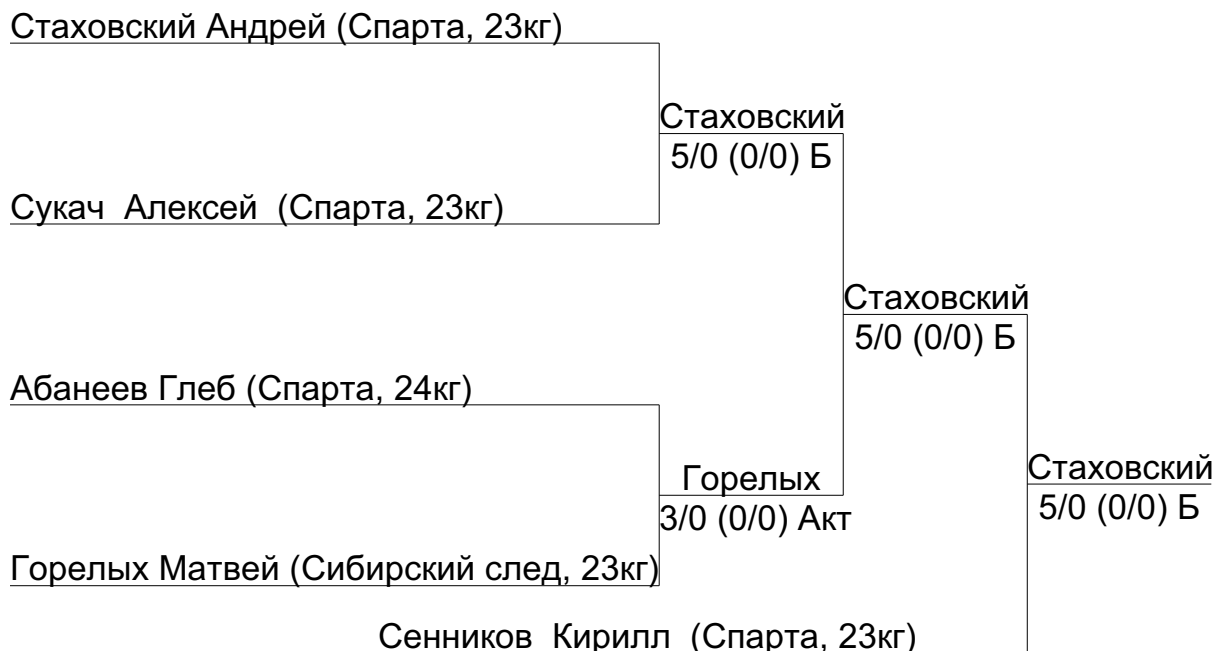 Стаховский Андрей (Спарта, 23кг)
Стаховский
5/0 (0/0) Б
Сукач Алексей (Спарта, 23кг)
Стаховский
5/0 (0/0) Б
Абанеев Глеб (Спарта, 24кг)
Стаховский
5/0 (0/0) Б
Горелых
3/0 (0/0) Акт
Горелых Матвей (Сибирский след, 23кг)
Сенников Кирилл (Спарта, 23кг)